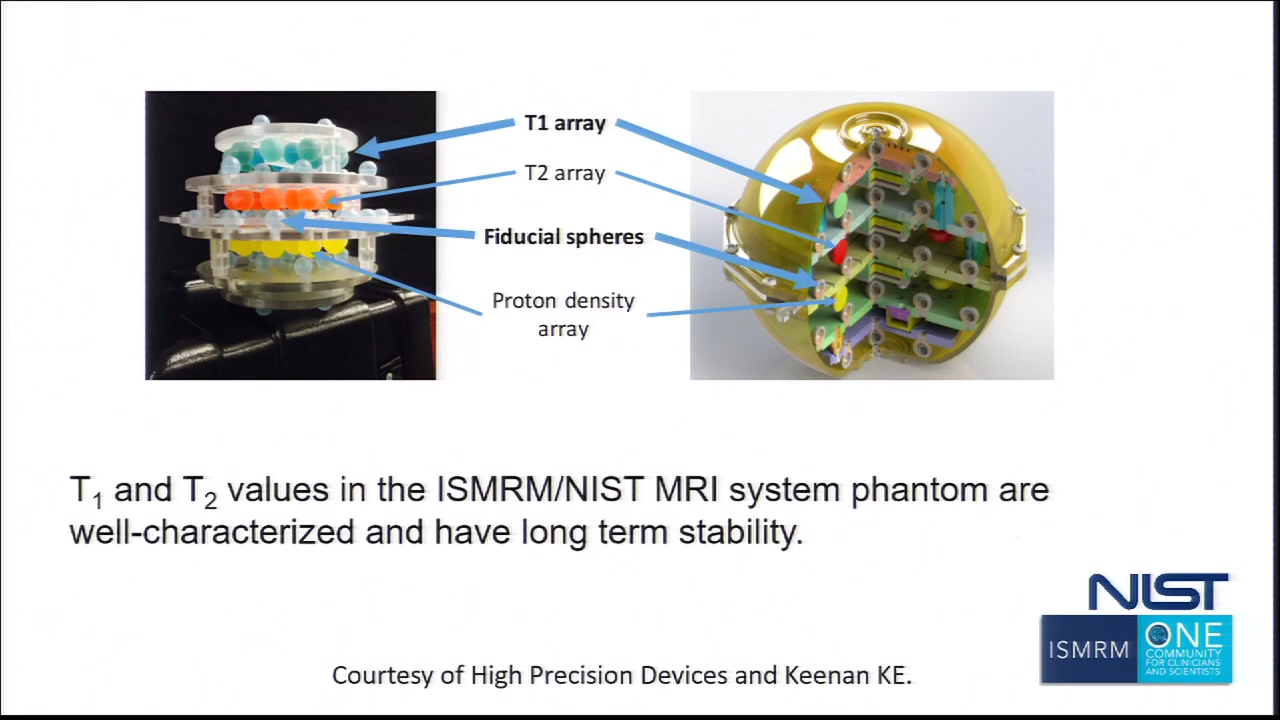 T1 array
T2 array
Fiducial spheres
Proton density
array
T1 and T2 values in the ISMRM/NIST MRI system phantom are
well-characterized and have long term stability.
NIST
ISMRM
ONE
COMMUNITY
FOR CLINICIANS
AND SCIENTISTS
Courtesy of High Precision Devices and Keenan KE.